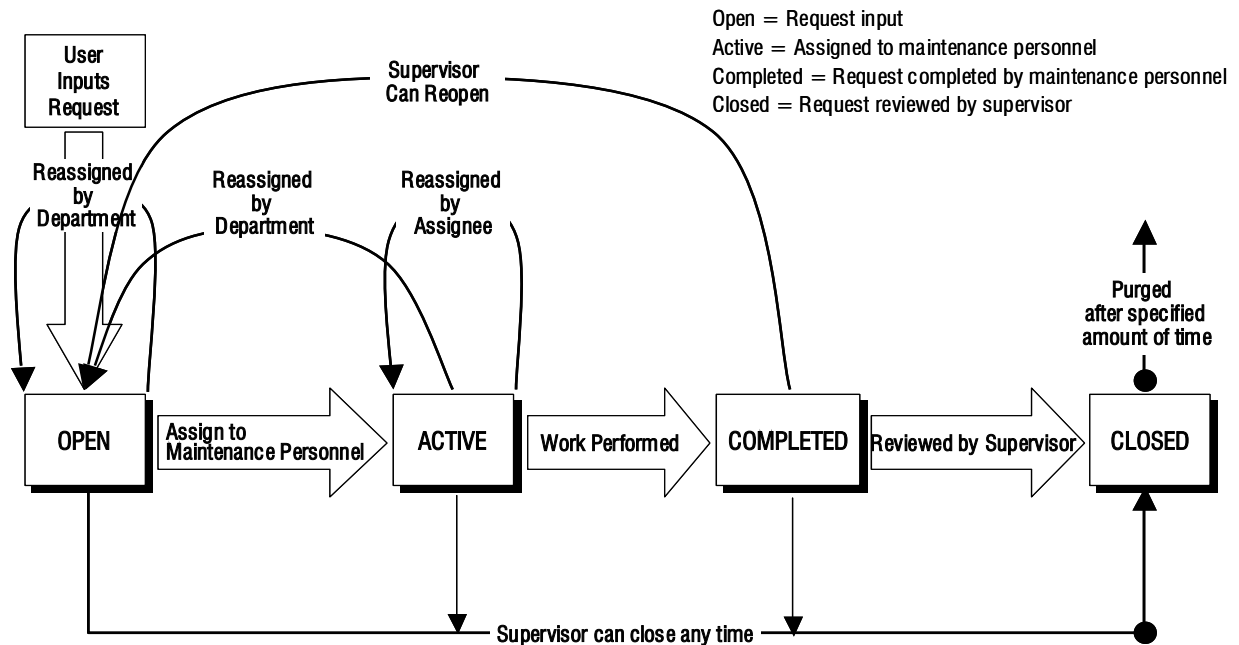 Open = Request input
Active = Assigned to maintenance personnel
Completed = Request completed by maintenance personnel
Closed = Request reviewed by supervisor
User
Inputs
Request
Supervisor
Can Reopen
Reassigned
by
Department
Reassigned
by
Department
Reassigned
by
Assignee
Purged
after specified
amount of time
OPEN
Assign to
Maintenance Personnel
ACTIVE
Work Performed
COMPLETED
Reviewed by Supervisor
CLOSED
Supervisor can close any time